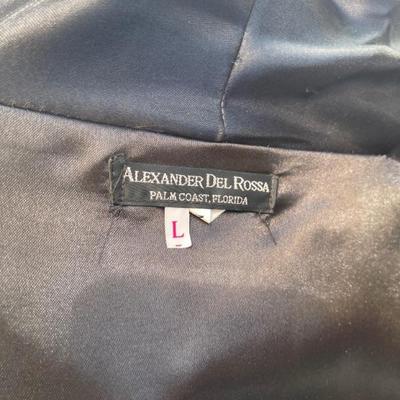 ALEXANDER DEL ROSSA
PALM COAST, FLORIDA
L